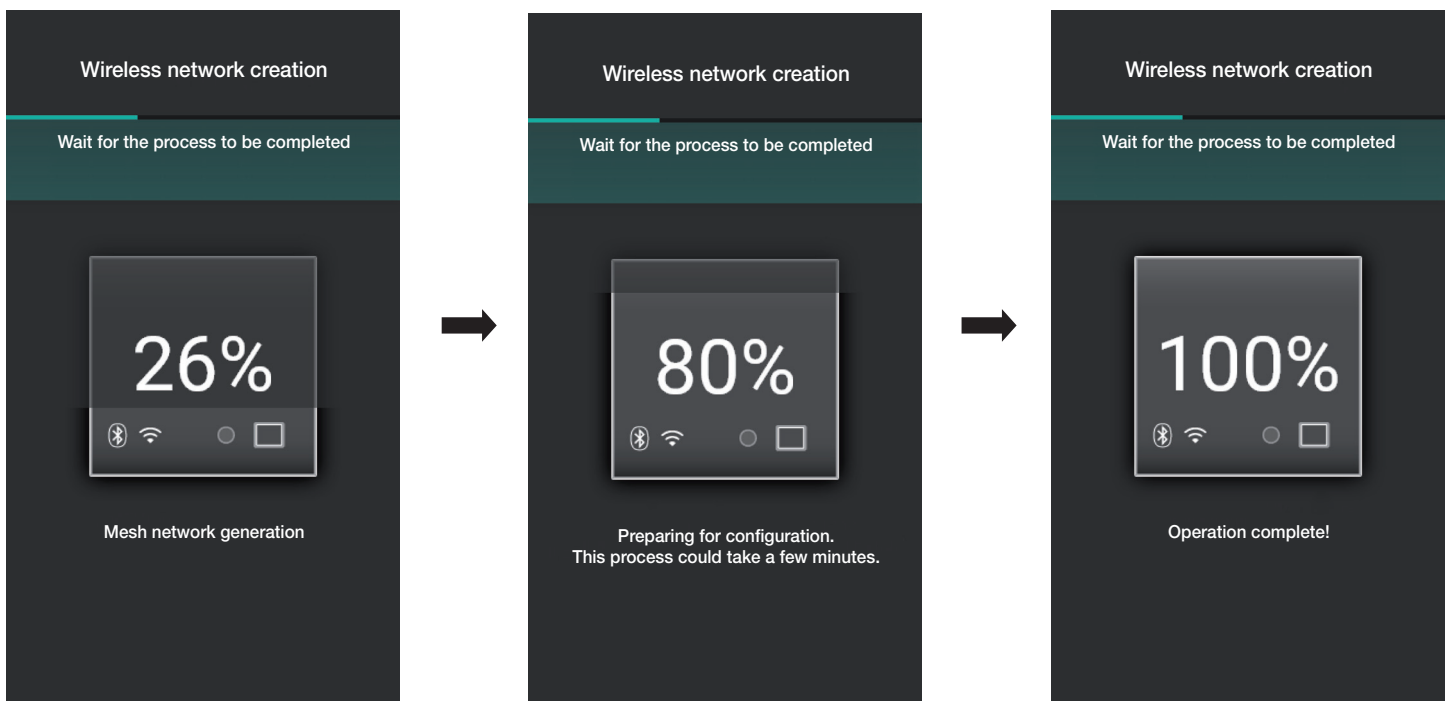 Wireless network creation
Wait for the process to be completed
26%
Mesh network generation
Wireless network creation
Wait for the process to be completed
80%
Preparing for configuration.
This process could take a few minutes.
Wireless network creation
Wait for the process to be completed
100%
Operation complete!